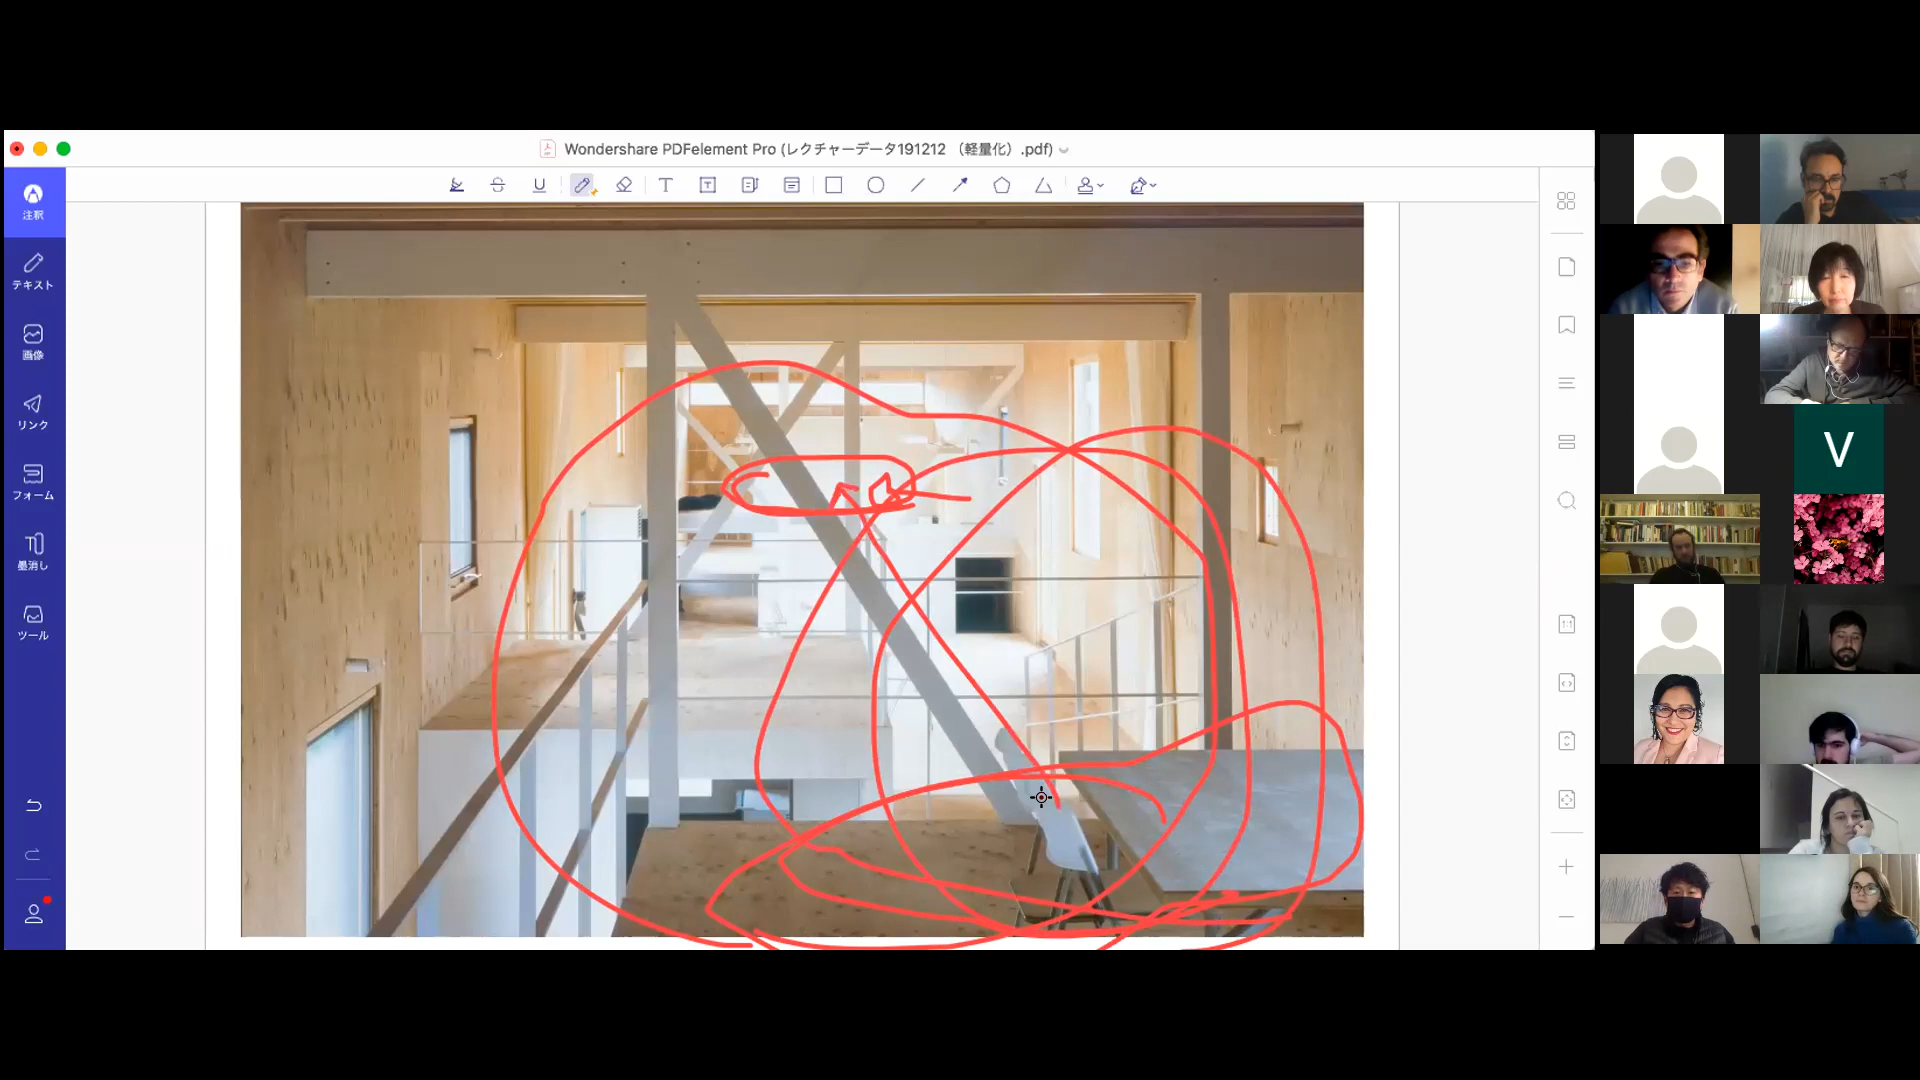 Wondershare PDFelement Pro (レクチャーデータ191212 （軽量化）.pdf)
注釈
テキスト
画像
リンク
フォーム
墨消し
ツール
V